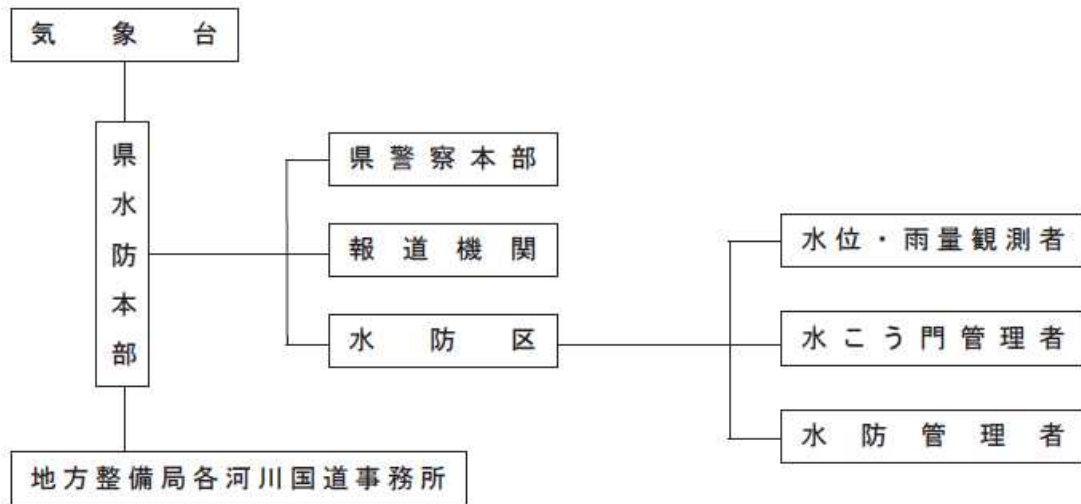 気象台
県水防本部
県警察本部
報道機関
水防区
水位・雨量観測者
水こう門管理者
水防管理者
地方整備局各河川国道事務所